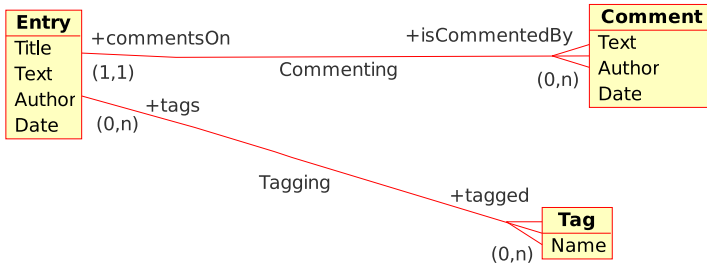 Entry
Title
Text
Author
Date
+commentsOn
(1,1)
Commenting
+isCommentedBy
(0,n)
Comment
Text
Author
Date
+tags
(0,n)
Tagging
+tagged
(0,n)
Tag
Name